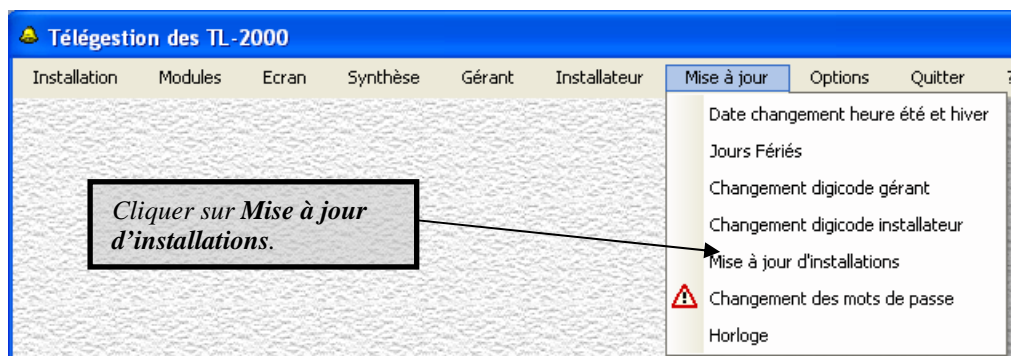 Télégestion des TL-2000
Installation Modules Ecran Synthèse Gérant Installateur Mise à jour Options Quitter ?
Date changement heure été et hiver
Jours Fériés
Changement digicode gérant
Changement digicode installateur
Mise à jour d'installations
Changement des mots de passe
Horloge
Cliquer sur Mise à jour
d’installations.